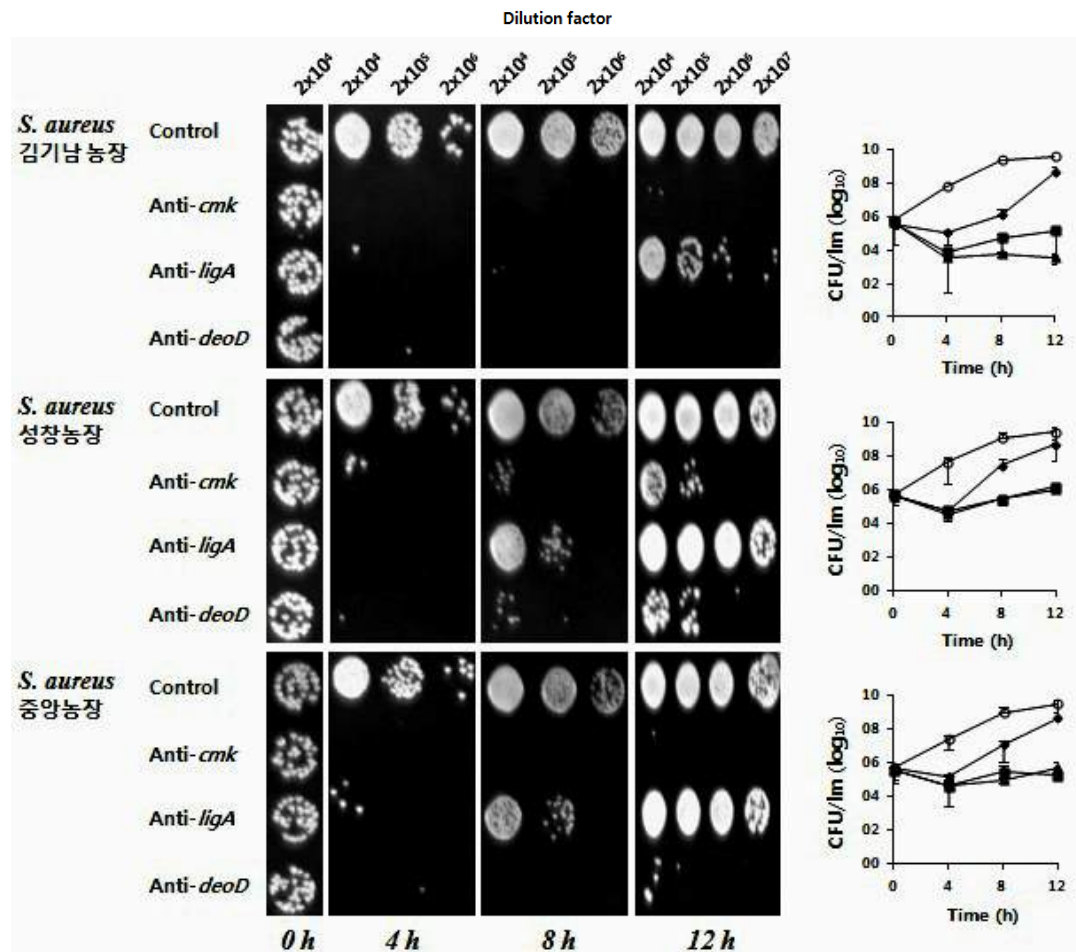 Dilution factor
2x10⁴ 2x10⁴ 2x10⁵ 2x10⁶ 2x10⁴ 2x10⁵ 2x10⁶ 2x10⁴ 2x10⁵ 2x10⁶ 2x10⁷
S. aureus
김기남 농장
Control
Anti-cmk
Anti-ligA
Anti-deoD
CFU/lm (log₁₀)
10
08
06
04
02
00
0 4 8 12
Time (h)
S. aureus
성창농장
Control
Anti-cmk
Anti-ligA
Anti-deoD
CFU/lm (log₁₀)
10
08
06
04
02
00
0 4 8 12
Time (h)
S. aureus
중앙농장
Control
Anti-cmk
Anti-ligA
Anti-deoD
CFU/lm (log₁₀)
10
08
06
04
02
00
0 4 8 12
Time (h)
0 h 4 h 8 h 12 h